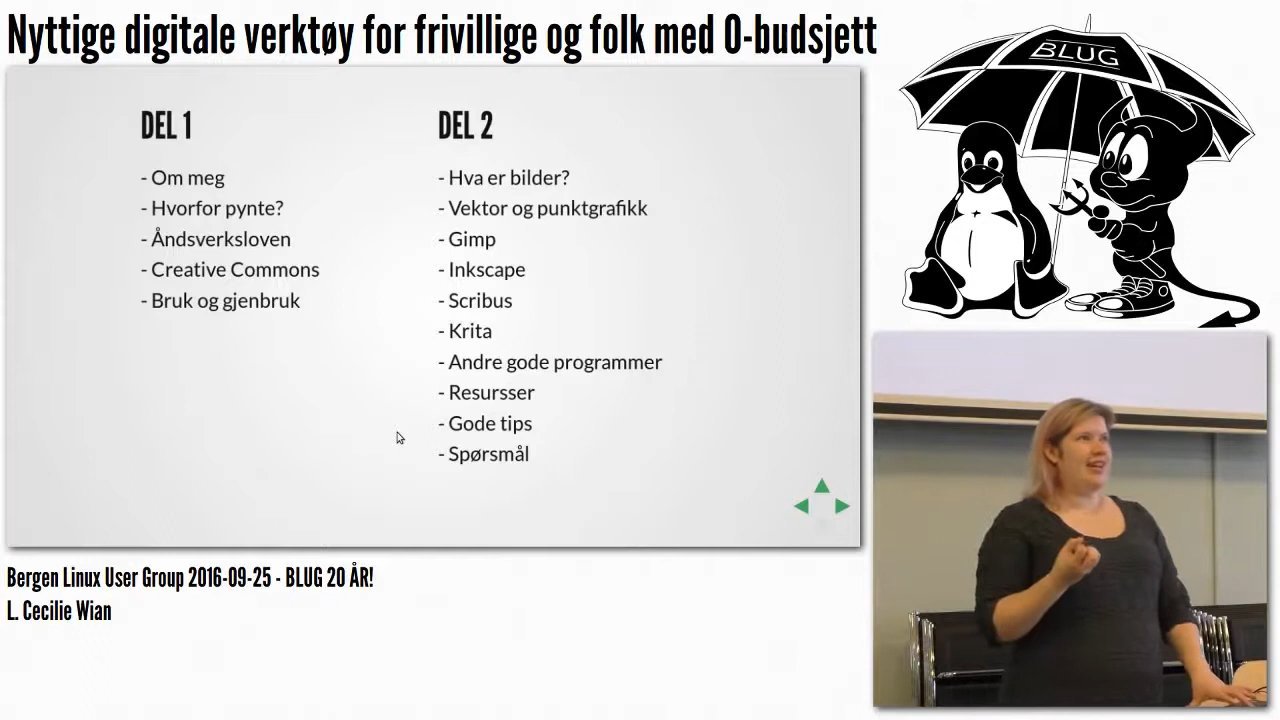 Nyttige digitale verktøy for frivillige og folk med 0-budsjett
BLUG
DEL 1
- Om meg
- Hvorfor pynte?
- Åndsverksloven
- Creative Commons
- Bruk og gjenbruk
DEL 2
- Hva er bilder?
- Vektor og punktgrafikk
- Gimp
- Inkscape
- Scribus
- Krita
- Andre gode programmer
- Resursser
- Gode tips
- Spørsmål
Bergen Linux User Group 2016-09-25 - BLUG 20 ÅR!
L. Cecilie Wian